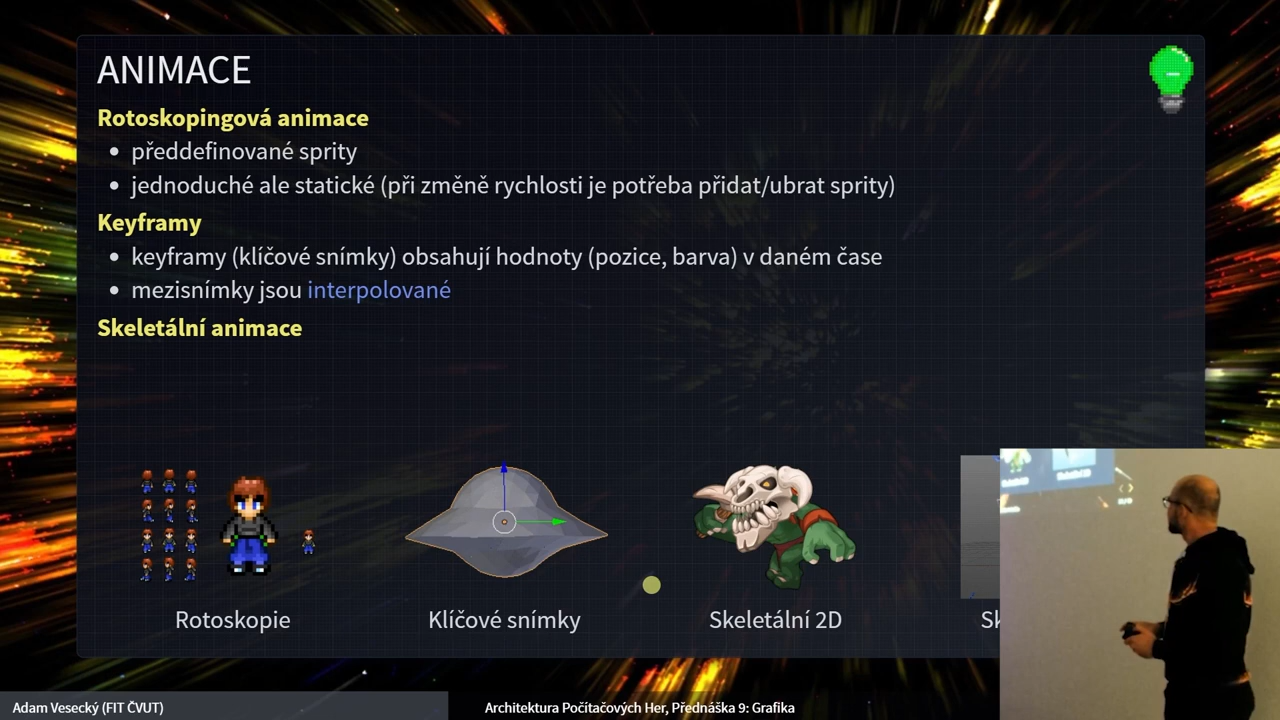 ANIMACE
Rotoskopingová animace
předdefinované sprity
jednoduché ale statické (při změně rychlosti je potřeba přidat/ubrat sprity)
Keyframy
keyframy (klíčové snímky) obsahují hodnoty (pozice, barva) v daném čase
mezisnímky jsou interpolované
Skeletální animace
Rotoskopie
Klíčové snímky
Skeletální 2D
Sk
Adam Vesecký (FIT ČVUT)
Architektura Počítačových Her, Přednáška 9: Grafika